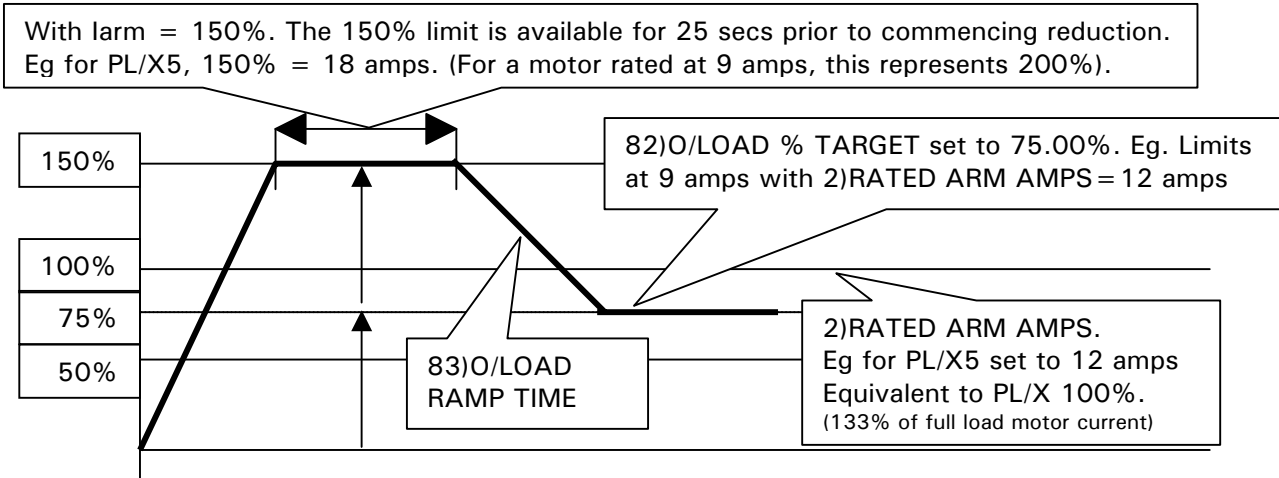 With Iarm = 150%. The 150% limit is available for 25 secs prior to commencing reduction.
Eg for PL/X5, 150% = 18 amps. (For a motor rated at 9 amps, this represents 200%).
82)O/LOAD % TARGET set to 75.00%. Eg. Limits
at 9 amps with 2)RATED ARM AMPS=12 amps
150%
100%
75%
50%
83)O/LOAD
RAMP TIME
2)RATED ARM AMPS.
Eg for PL/X5 set to 12 amps
Equivalent to PL/X 100%.
(133% of full load motor current)